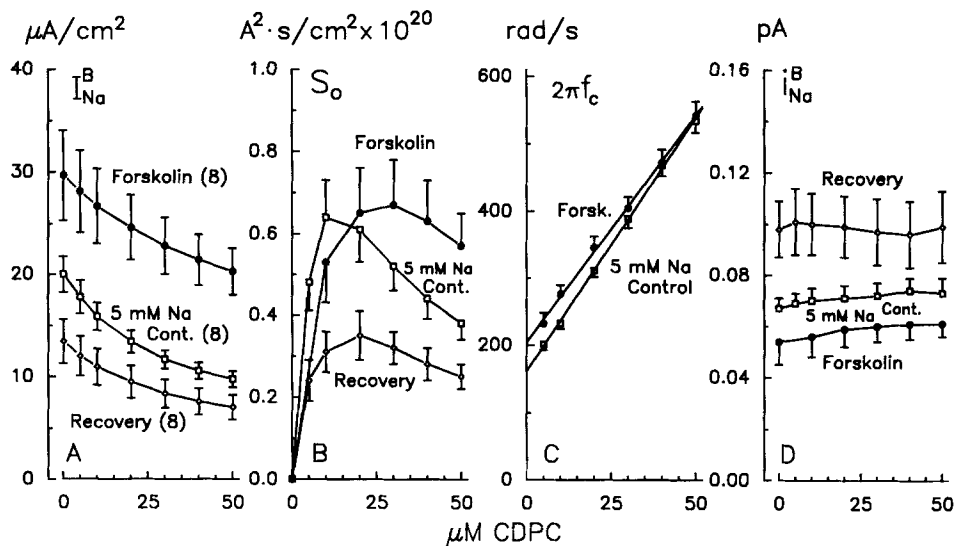 μA/cm² A²·s/cm² x 10²⁰ rad/s pA
40 1.0 600 0.16
I^B_Na S_o 2πf_c i^B_Na
Forskolin
0.8
30 Forskolin (8) 0.12 Recovery
400
0.6 Forsk.
20 5 mM Na Cont. 5 mM Na Control 0.08
5 mM Na Cont. (8) 0.4 5 mM Na Cont.
200 Forskolin
10 Recovery 0.04
Recovery (8) 0.2
A B C D
0 0.0 0 0.00
0 25 50 0 25 50 0 25 50 0 25 50
μM CDPC